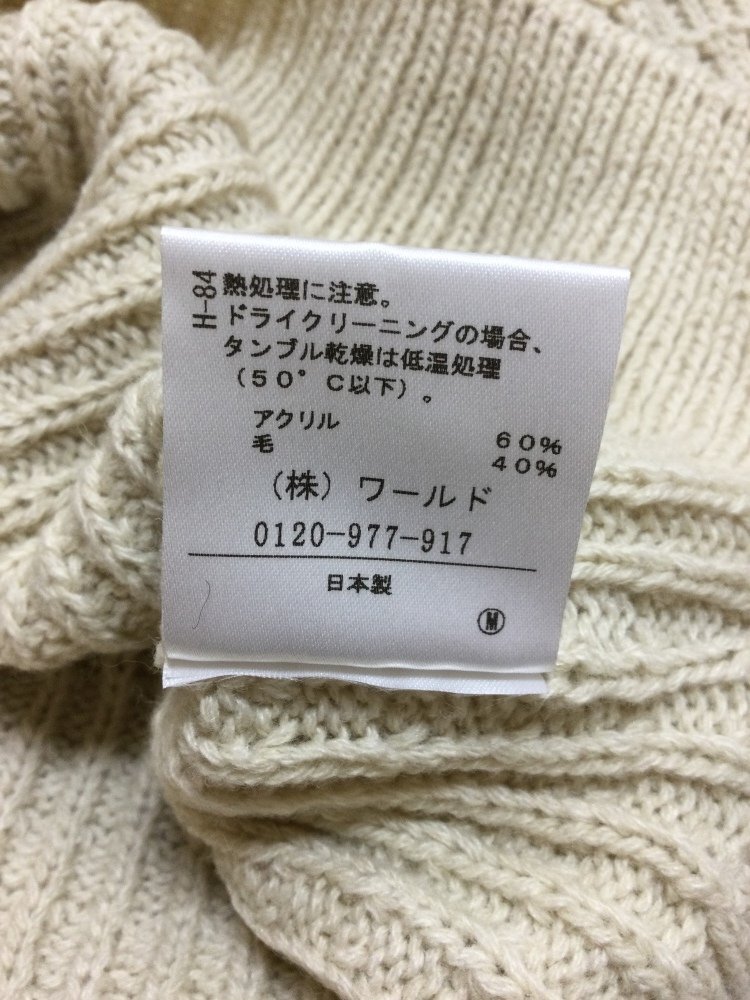 H-84
熱処理に注意。
ドライクリーニングの場合、
タンブル乾燥は低温処理
（５０°Ｃ以下）。
アクリル ６０％
毛 ４０％
（株）ワールド
0120-977-917
日本製
Ⓜ